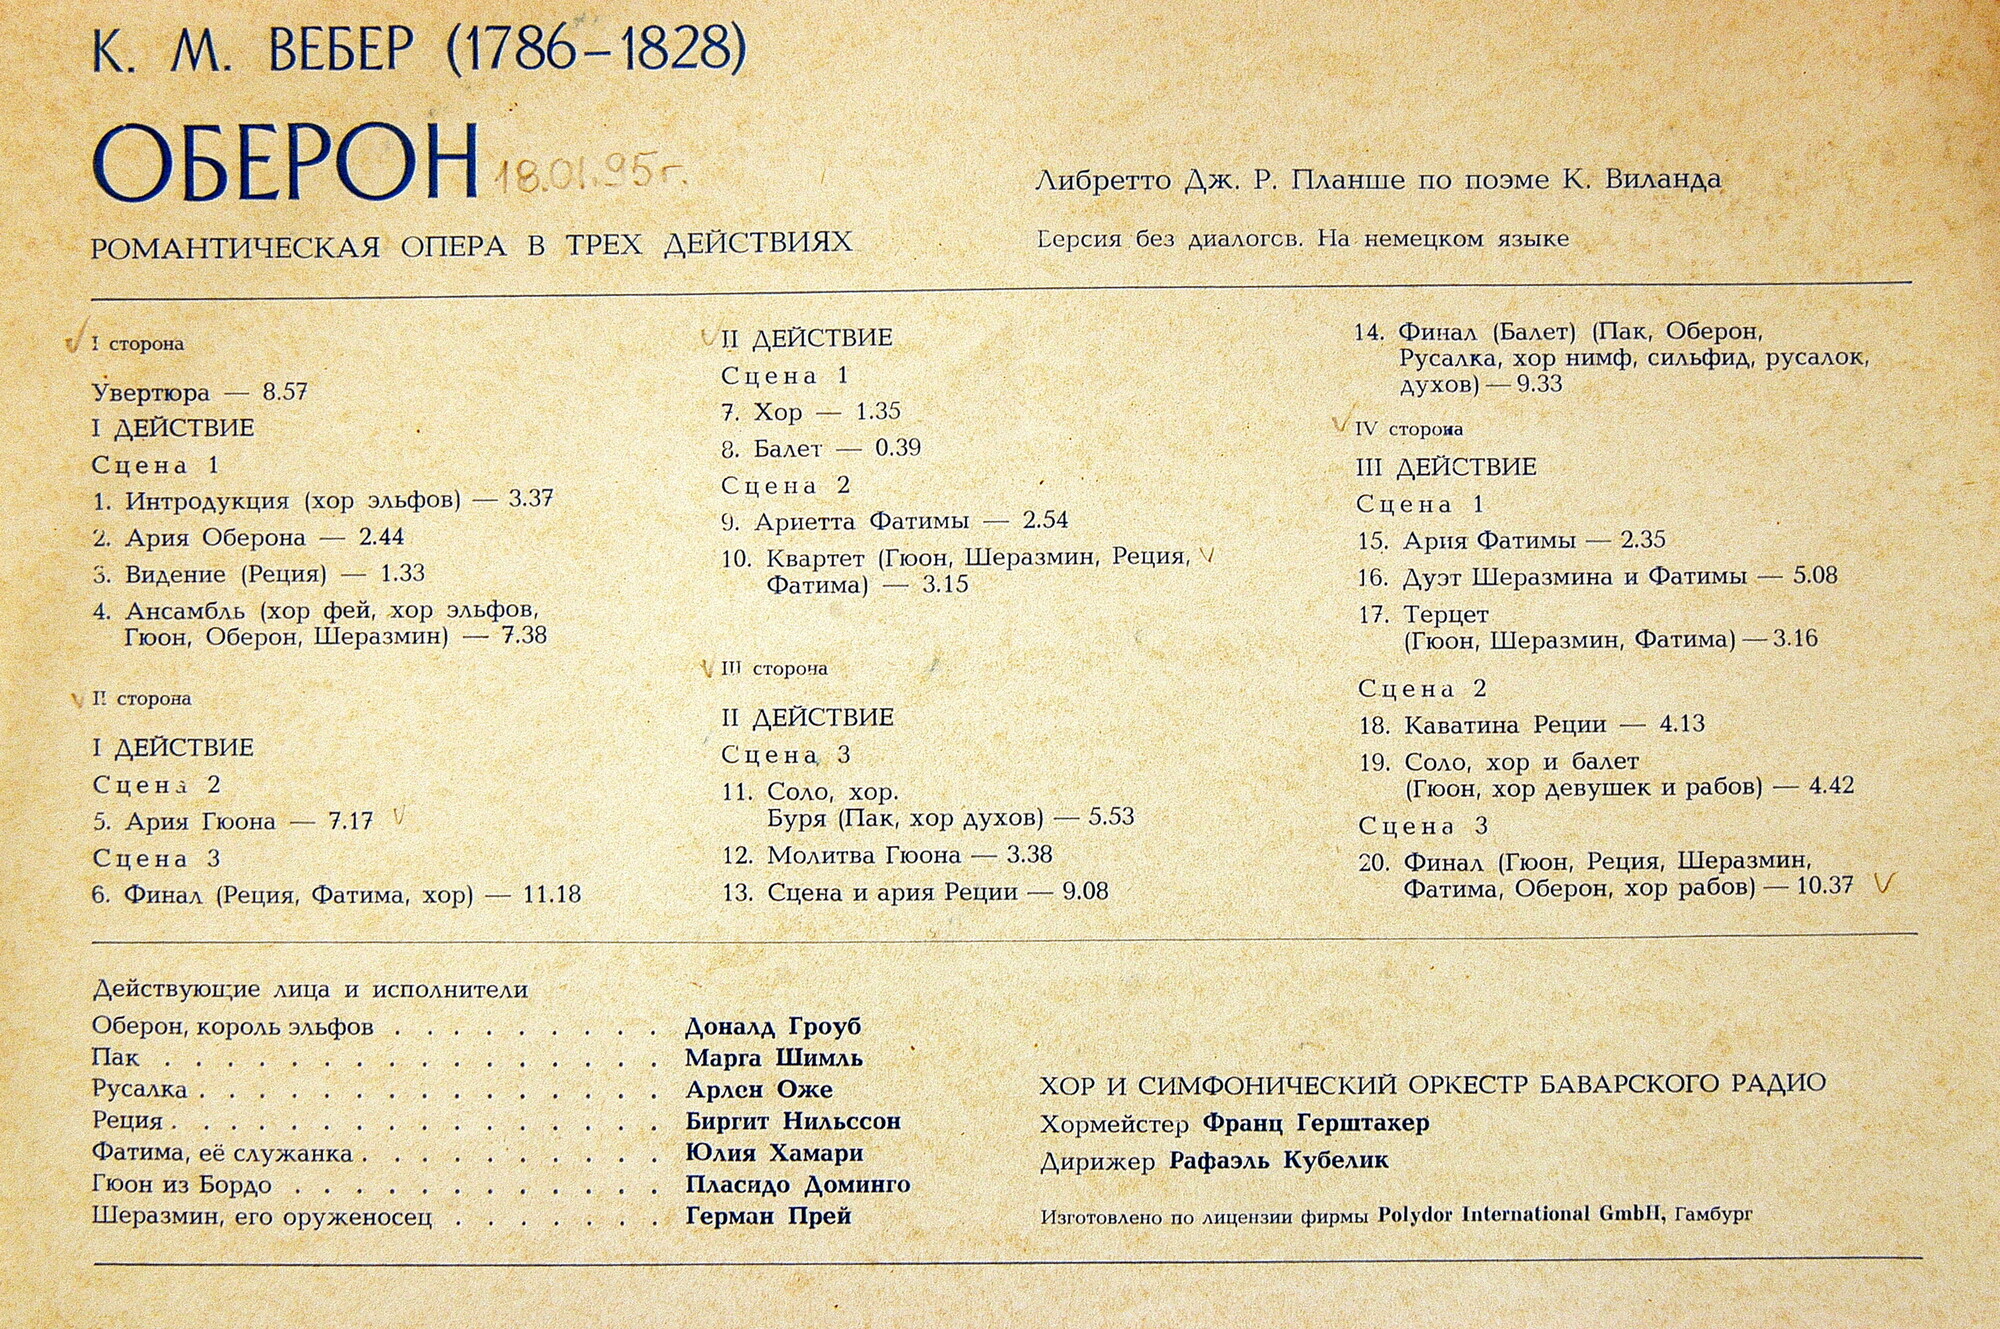 К. М. ВЕБЕР (1786–1828)
ОБЕРОН 18.01.95г.
РОМАНТИЧЕСКАЯ ОПЕРА В ТРЕХ ДЕЙСТВИЯХ
Либретто Дж. Р. Планше по поэме К. Виланда
Версия без диалогов. На немецком языке
I сторона
Увертюра — 8.57
I ДЕЙСТВИЕ
Сцена 1
1. Интродукция (хор эльфов) — 3.37
2. Ария Оберона — 2.44
3. Видение (Реция) — 1.33
4. Ансамбль (хор фей, хор эльфов,
Гюон, Оберон, Шеразмин) — 7.38
II сторона
I ДЕЙСТВИЕ
Сцена 2
5. Ария Гюона — 7.17
Сцена 3
6. Финал (Реция, Фатима, хор) — 11.18
II ДЕЙСТВИЕ
Сцена 1
7. Хор — 1.35
8. Балет — 0.39
Сцена 2
9. Ариетта Фатимы — 2.54
10. Квартет (Гюон, Шеразмин, Реция,
Фатима) — 3.15
III сторона
II ДЕЙСТВИЕ
Сцена 3
11. Соло, хор.
Буря (Пак, хор духов) — 5.53
12. Молитва Гюона — 3.38
13. Сцена и ария Реции — 9.08
14. Финал (Балет) (Пак, Оберон,
Русалка, хор нимф, сильфид, русалок,
духов) — 9.33
IV сторона
III ДЕЙСТВИЕ
Сцена 1
15. Ария Фатимы — 2.35
16. Дуэт Шеразмина и Фатимы — 5.08
17. Терцет
(Гюон, Шеразмин, Фатима) — 3.16
Сцена 2
18. Каватина Реции — 4.13
19. Соло, хор и балет
(Гюон, хор девушек и рабов) — 4.42
Сцена 3
20. Финал (Гюон, Реция, Шеразмин,
Фатима, Оберон, хор рабов) — 10.37
Действующие лица и исполнители
Оберон, король эльфов . . . . . . . . . Доналд Гроуб
Пак . . . . . . . . . . . . . . . . Марга Шимль
Русалка . . . . . . . . . . . . . . . Арлен Оже
Реция . . . . . . . . . . . . . . . . Биргит Нильссон
Фатима, её служанка . . . . . . . . . . Юлия Хамари
Гюон из Бордо . . . . . . . . . . . . Пласидо Доминго
Шеразмин, его оруженосец . . . . . . . Герман Прей
ХОР И СИМФОНИЧЕСКИЙ ОРКЕСТР БАВАРСКОГО РАДИО
Хормейстер Франц Герштакер
Дирижер Рафаэль Кубелик
Изготовлено по лицензии фирмы Polydor International GmbH, Гамбург